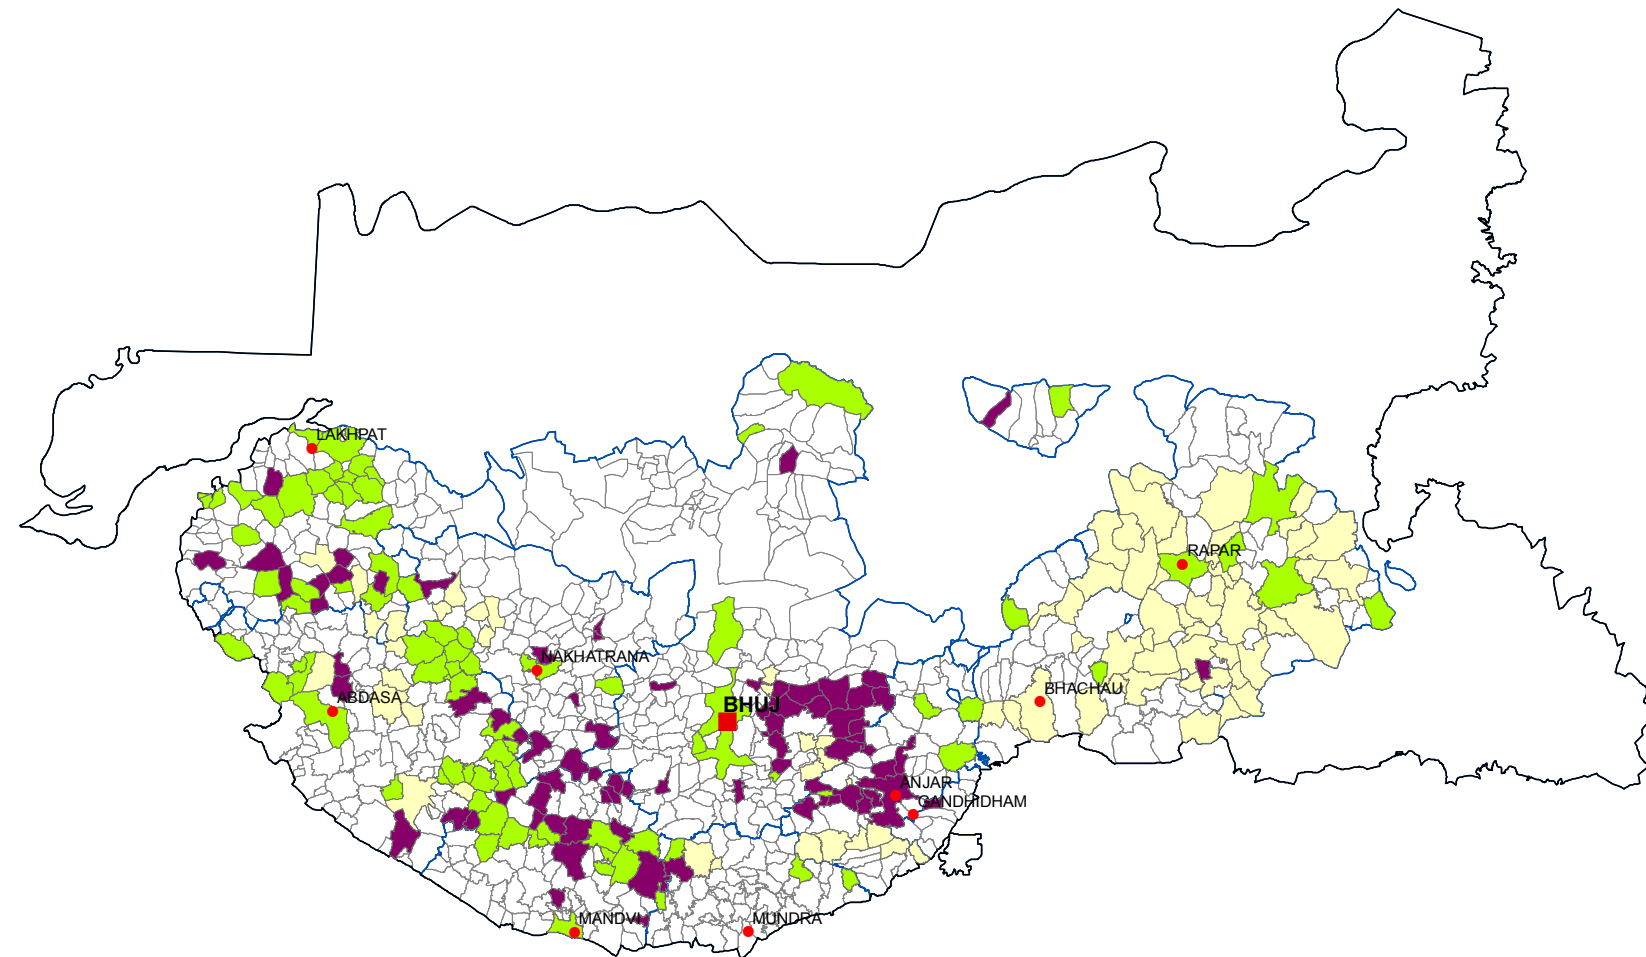 LAKHPAT
RAPAR
NAKHATRANA
BHACHAU
ABDASA
BHUJ
ANJAR
GANDHIDHAM
MANDVI
MUNDRA